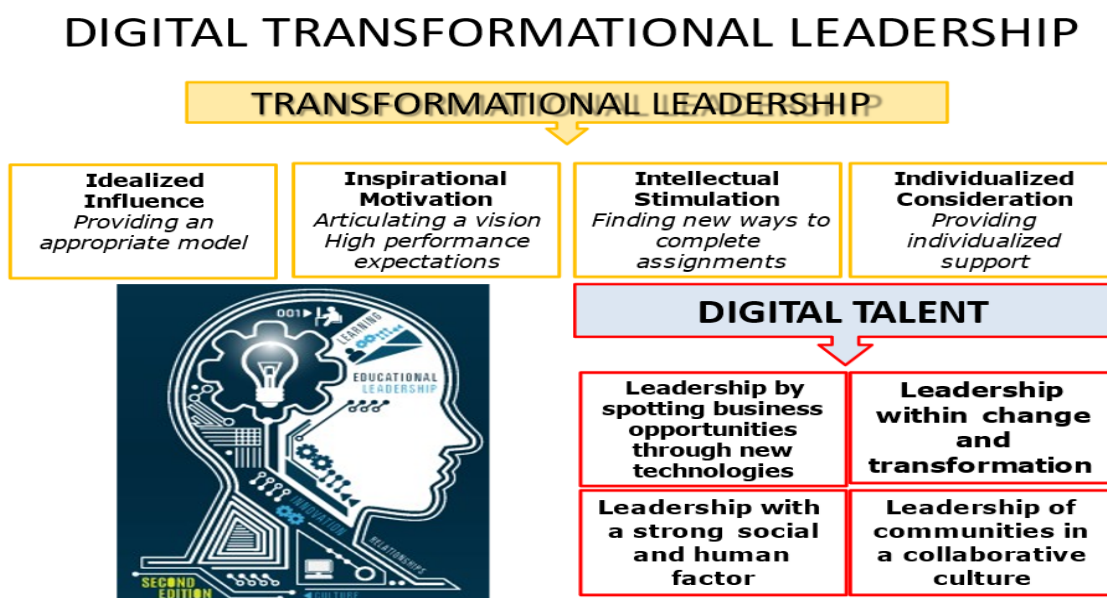 DIGITAL TRANSFORMATIONAL LEADERSHIP
TRANSFORMATIONAL LEADERSHIP
Idealized
Influence
Providing an
appropriate model
Inspirational
Motivation
Articulating a vision
High performance
expectations
Intellectual
Stimulation
Finding new ways to
complete
assignments
Individualized
Consideration
Providing
individualized
support
001
LEARNING
EDUCATIONAL
LEADERSHIP
INNOVATION
RELATIONSHIPS
CULTURE
SECOND
EDITION
DIGITAL TALENT
Leadership by
spotting business
opportunities
through new
technologies
Leadership
within change
and
transformation
Leadership with
a strong social
and human
factor
Leadership of
communities in
a collaborative
culture